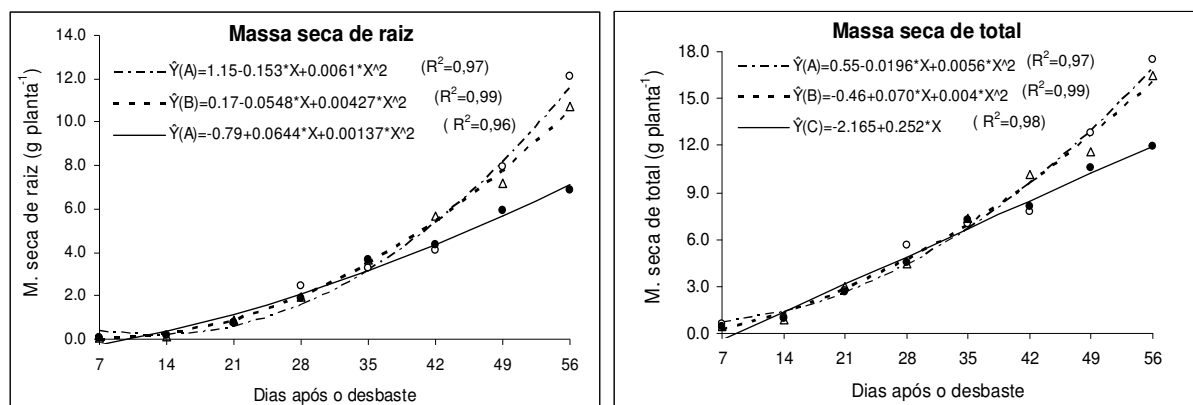 Massa seca de raiz
14.0
12.0
10.0
8.0
6.0
4.0
2.0
0.0
M. seca de raiz (g planta⁻¹)
Ŷ(A)=1.15-0.153*X+0.0061*X^2 (R²=0,97)
Ŷ(B)=0.17-0.0548*X+0.00427*X^2 (R²=0,99)
Ŷ(A)=-0.79+0.0644*X+0.00137*X^2 ( R²=0,96)
7 14 21 28 35 42 49 56
Dias após o desbaste
Massa seca de total
18.0
15.0
12.0
9.0
6.0
3.0
0.0
M. seca de total (g planta⁻¹)
Ŷ(A)=0.55-0.0196*X+0.0056*X^2 (R²=0,97)
Ŷ(B)=-0.46+0.070*X+0.004*X^2 (R²=0,99)
Ŷ(C)=-2.165+0.252*X ( R²=0,98)
7 14 21 28 35 42 49 56
Dias após o desbaste